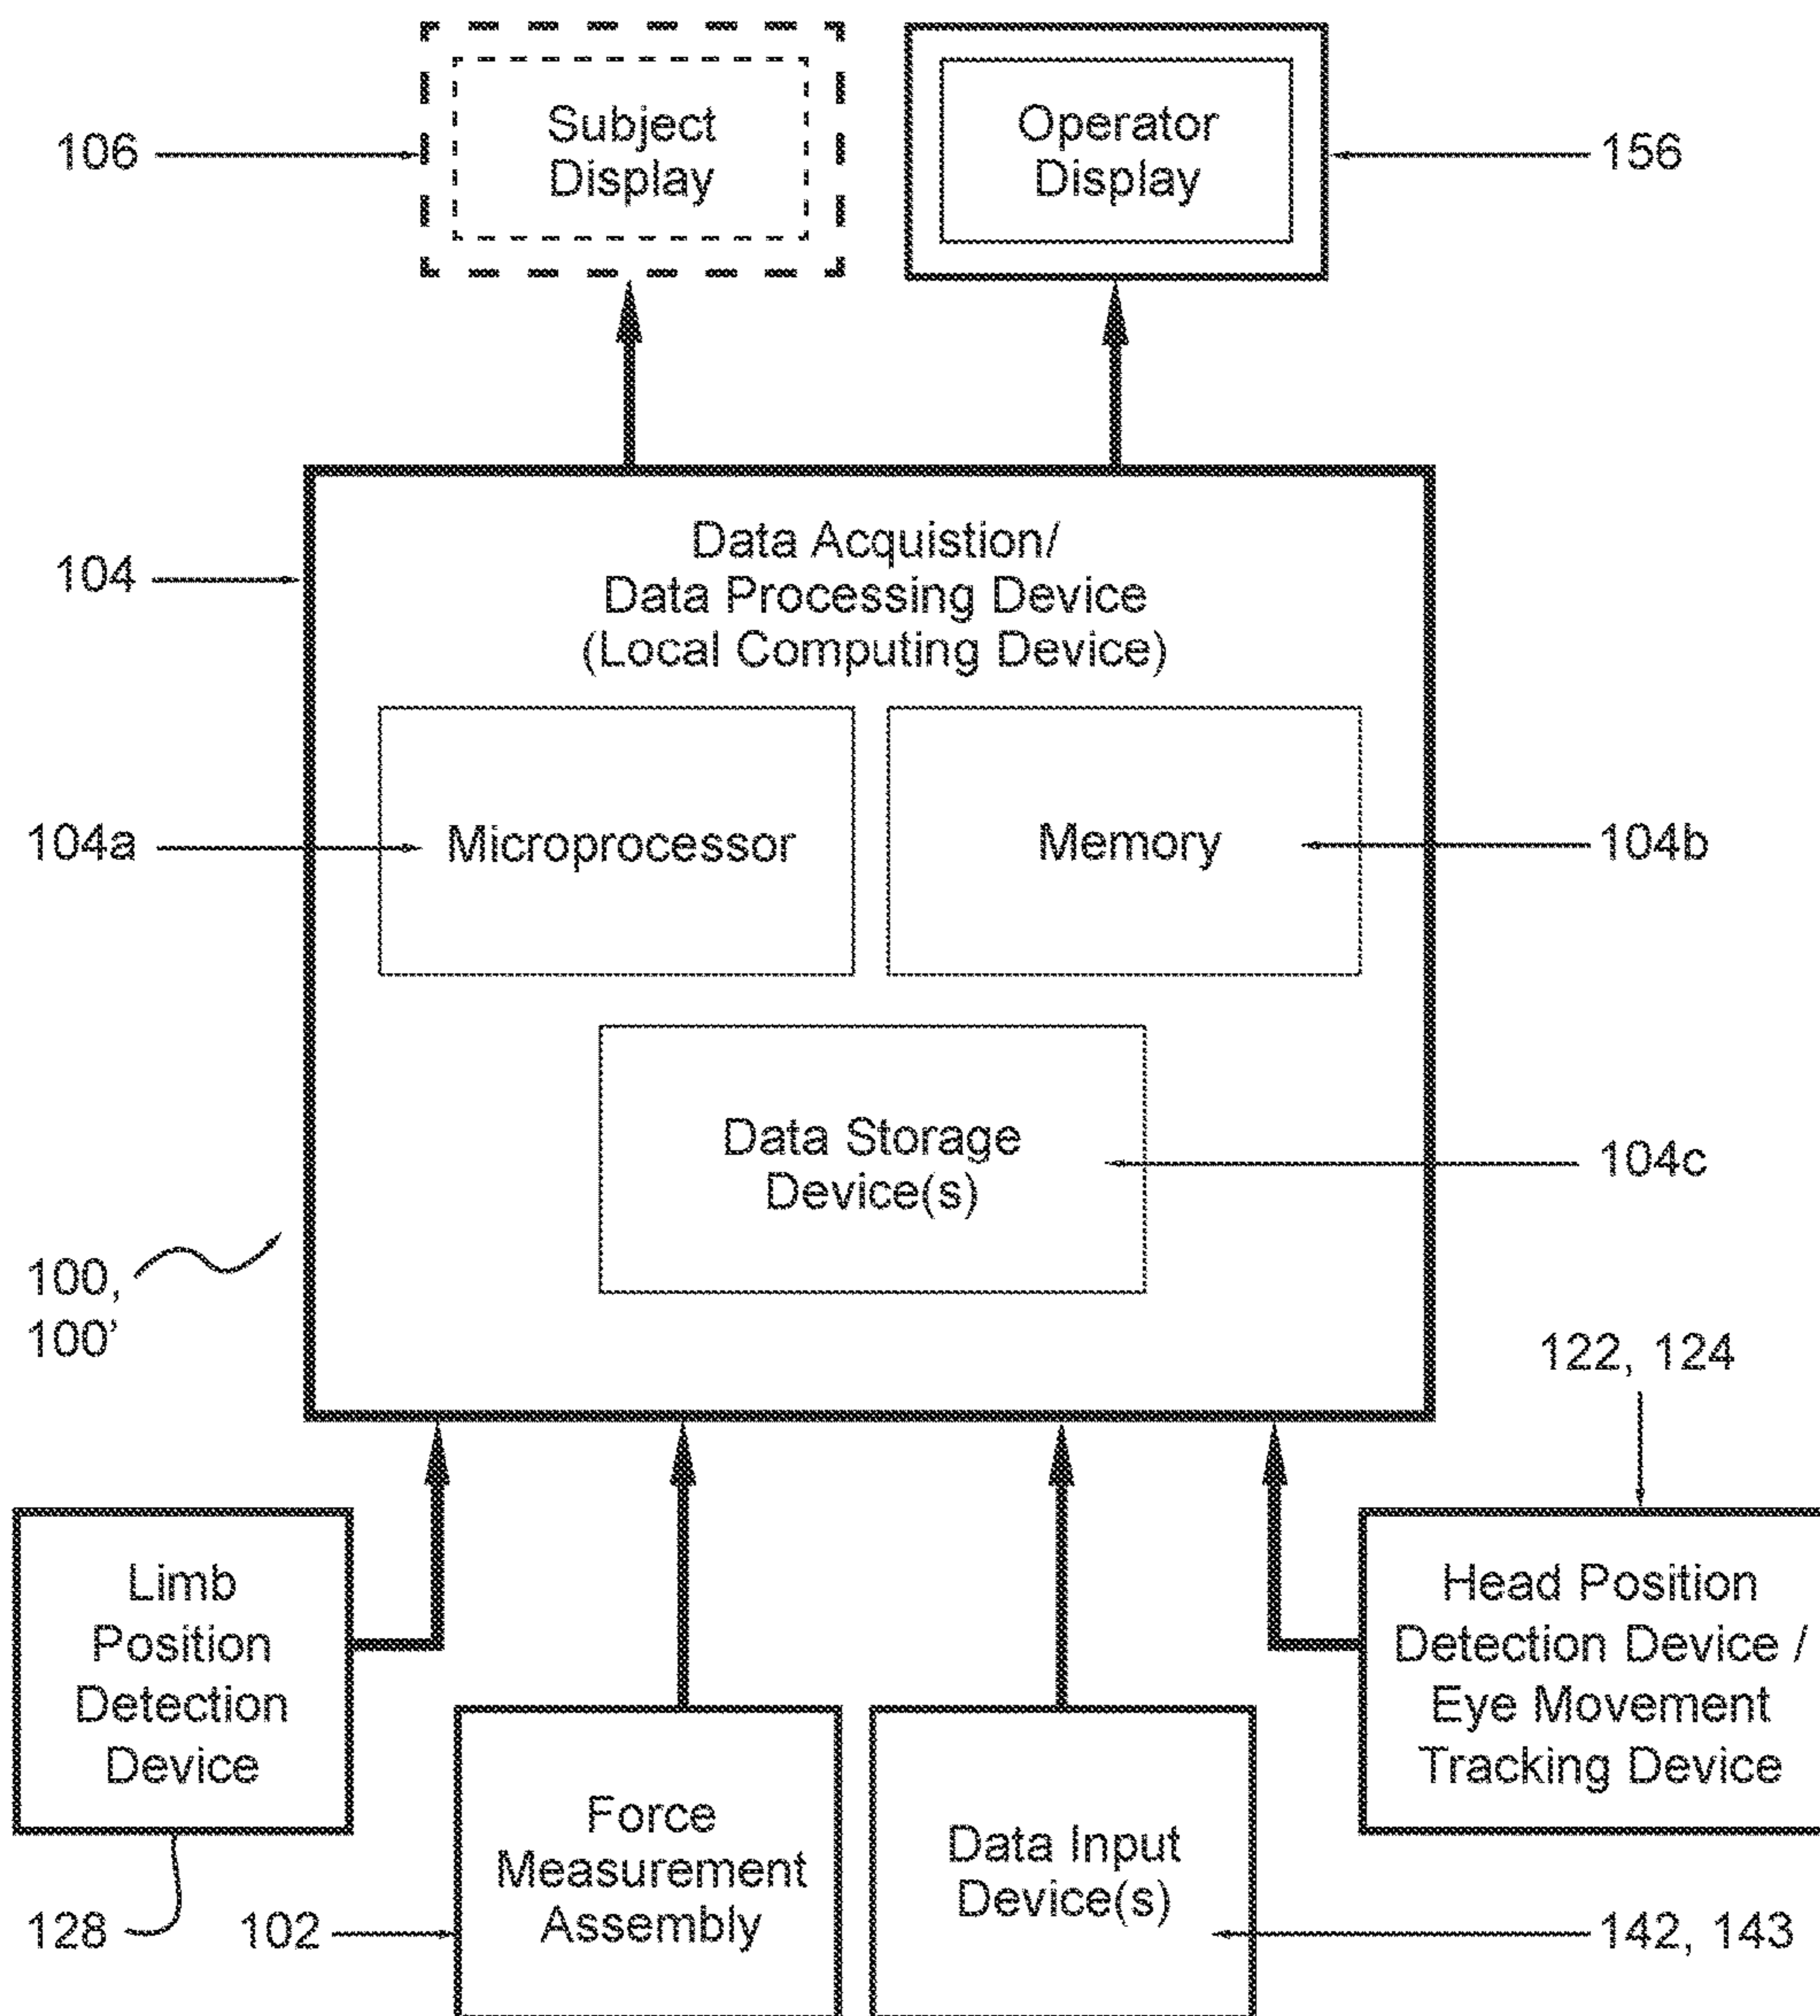 106
Subject
Display
Operator
Display
156
104
Data Acquistion/
Data Processing Device
(Local Computing Device)
104a
Microprocessor
Memory
104b
Data Storage
Device(s)
104c
100,
100’
122, 124
Limb
Position
Detection
Device
Head Position
Detection Device /
Eye Movement
Tracking Device
Force
Measurement
Assembly
Data Input
Device(s)
128
102
142, 143